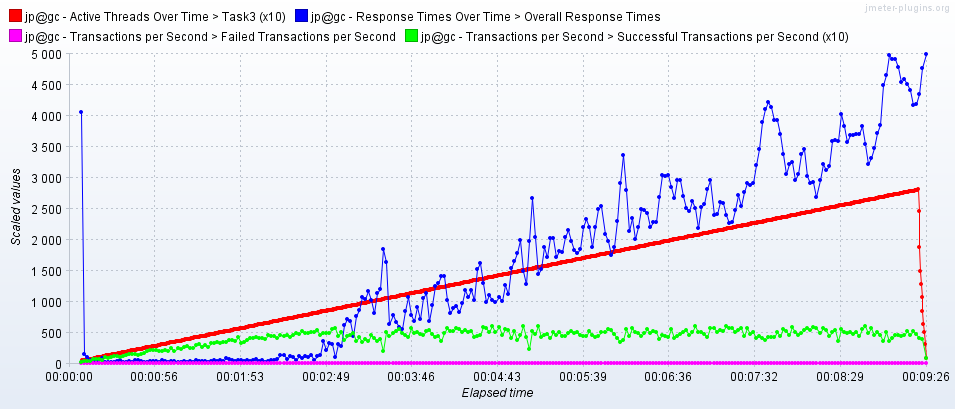 jmeter-plugins.org
jp@gc - Active Threads Over Time > Task3 (x10) jp@gc - Response Times Over Time > Overall Response Times
jp@gc - Transactions per Second > Failed Transactions per Second jp@gc - Transactions per Second > Successful Transactions per Second (x10)
5 000
4 500
4 000
3 500
3 000
2 500
2 000
1 500
1 000
500
0
Scaled values
00:00:00 00:00:56 00:01:53 00:02:49 00:03:46 00:04:43 00:05:39 00:06:36 00:07:32 00:08:29 00:09:26
Elapsed time